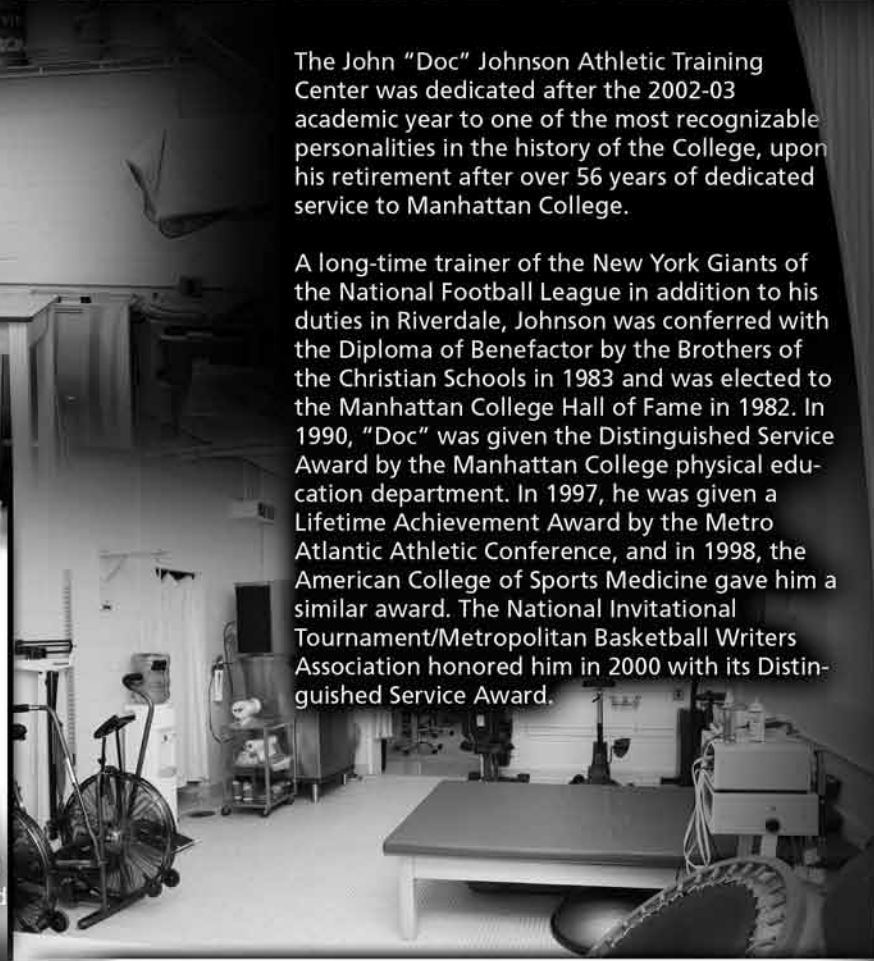 The John “Doc” Johnson Athletic Training
Center was dedicated after the 2002-03
academic year to one of the most recognizable
personalities in the history of the College, upon
his retirement after over 56 years of dedicated
service to Manhattan College.
A long-time trainer of the New York Giants of
the National Football League in addition to his
duties in Riverdale, Johnson was conferred with
the Diploma of Benefactor by the Brothers of
the Christian Schools in 1983 and was elected to
the Manhattan College Hall of Fame in 1982. In
1990, “Doc” was given the Distinguished Service
Award by the Manhattan College physical edu-
cation department. In 1997, he was given a
Lifetime Achievement Award by the Metro
Atlantic Athletic Conference, and in 1998, the
American College of Sports Medicine gave him a
similar award. The National Invitational
Tournament/Metropolitan Basketball Writers
Association honored him in 2000 with its Distin-
guished Service Award.